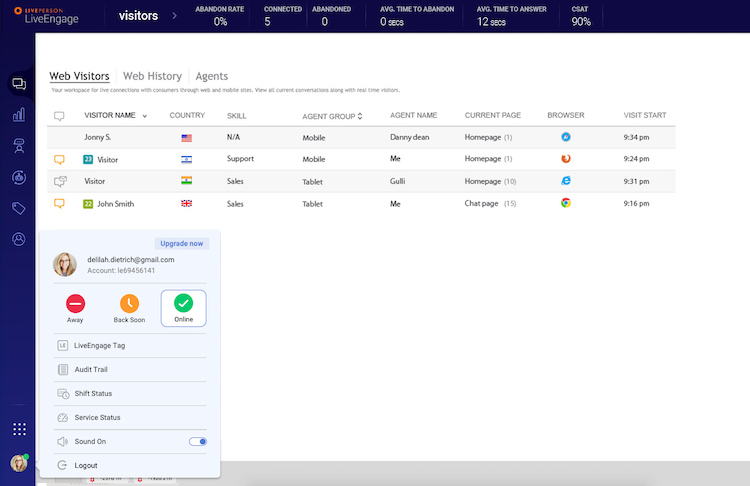 LIVEPERSON
LiveEngage
visitors
ABANDON RATE
0%
CONNECTED
5
ABANDONED
0
AVG. TIME TO ABANDON
0 SECS
AVG. TIME TO ANSWER
12 SECS
CSAT
90%
Web Visitors Web History Agents
Your workspace for live connections with consumers through web and mobile sites. View all current conversations along with real time visitors.
VISITOR NAME COUNTRY SKILL AGENT GROUP AGENT NAME CURRENT PAGE BROWSER VISIT START
Jonny S. N/A Mobile Danny dean Homepage (1) 9:34 pm
23 Visitor Support Mobile Me Homepage (1) 9:24 pm
Visitor Sales Tablet Gulli Homepage (10) 9:31 pm
22 John Smith Sales Tablet Me Chat page (15) 9:16 pm
Upgrade now
delilah.dietrich@gmail.com
Account: le69456141
Away Back Soon Online
LE LiveEngage Tag
Audit Trail
Shift Status
Service Status
Sound On
Logout